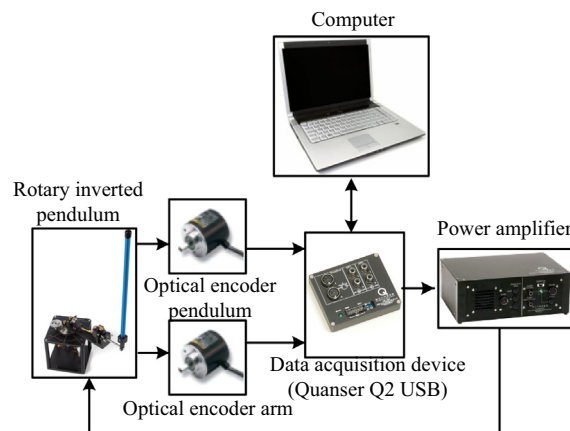 Computer
Rotary inverted
pendulum
Power amplifier
Optical encoder
pendulum
Data acquisition device
(Quanser Q2 USB)
Optical encoder arm